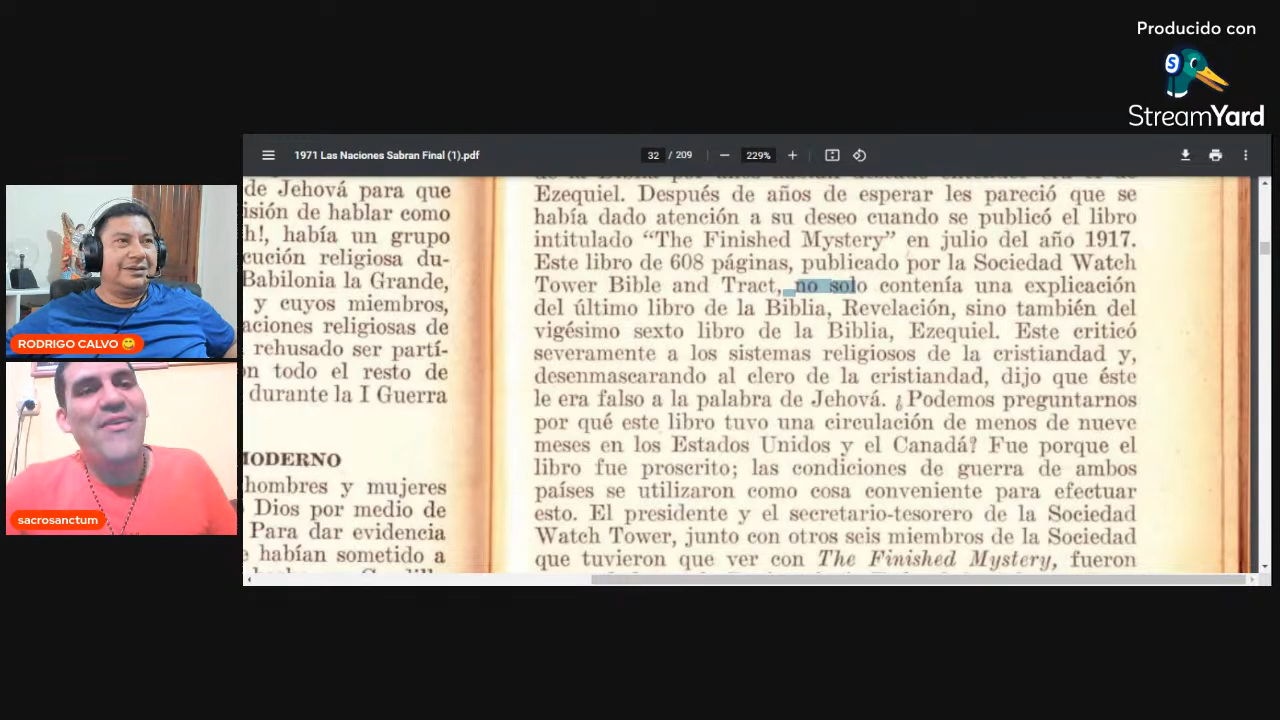 Producido con
StreamYard
1971 Las Naciones Sabran Final (1).pdf
32 / 209
229%
de Jehová para que
isión de hablar como
h!, había un grupo
cución religiosa du-
Babilonia la Grande,
y cuyos miembros,
aciones religiosas de
rehusado ser partí-
on todo el resto de
durante la I Guerra
MODERNO
hombres y mujeres
Dios por medio de
Para dar evidencia
e habían sometido a
Ezequiel. Después de años de esperar les pareció que se
había dado atención a su deseo cuando se publicó el libro
intitulado “The Finished Mystery” en julio del año 1917.
Este libro de 608 páginas, publicado por la Sociedad Watch
Tower Bible and Tract, no solo contenía una explicación
del último libro de la Biblia, Revelación, sino también del
vigésimo sexto libro de la Biblia, Ezequiel. Este criticó
severamente a los sistemas religiosos de la cristiandad y,
desenmascarando al clero de la cristiandad, dijo que éste
le era falso a la palabra de Jehová. ¿Podemos preguntarnos
por qué este libro tuvo una circulación de menos de nueve
meses en los Estados Unidos y el Canadá? Fue porque el
libro fue proscrito; las condiciones de guerra de ambos
países se utilizaron como cosa conveniente para efectuar
esto. El presidente y el secretario-tesorero de la Sociedad
Watch Tower, junto con otros seis miembros de la Sociedad
que tuvieron que ver con The Finished Mystery, fueron
RODRIGO CALVO
sacrosanctum